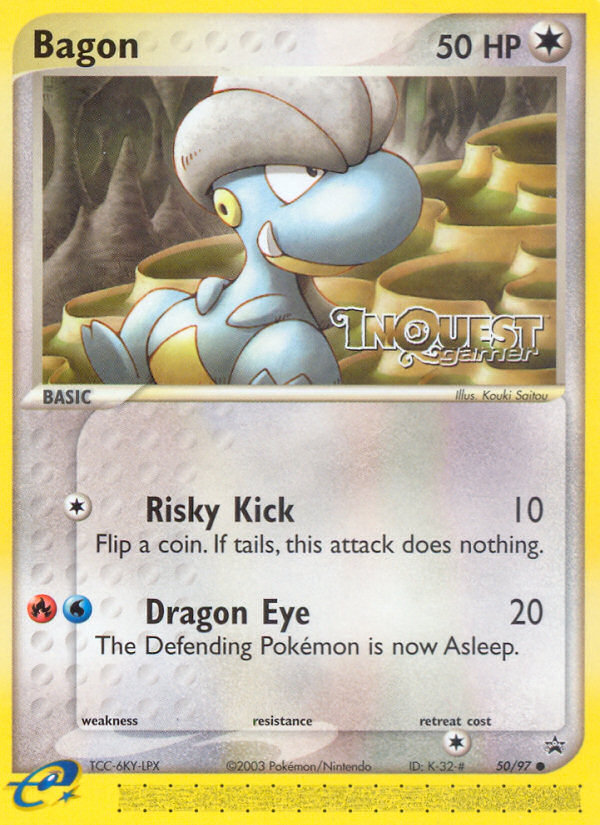 Bagon
50 HP
InQuest
gamer
BASIC
Illus. Kouki Saitou
Risky Kick 10
Flip a coin. If tails, this attack does nothing.
Dragon Eye 20
The Defending Pokémon is now Asleep.
weakness resistance retreat cost
TCC-6KY-LPX ©2003 Pokémon/Nintendo ID: K-32-# 50/97
e